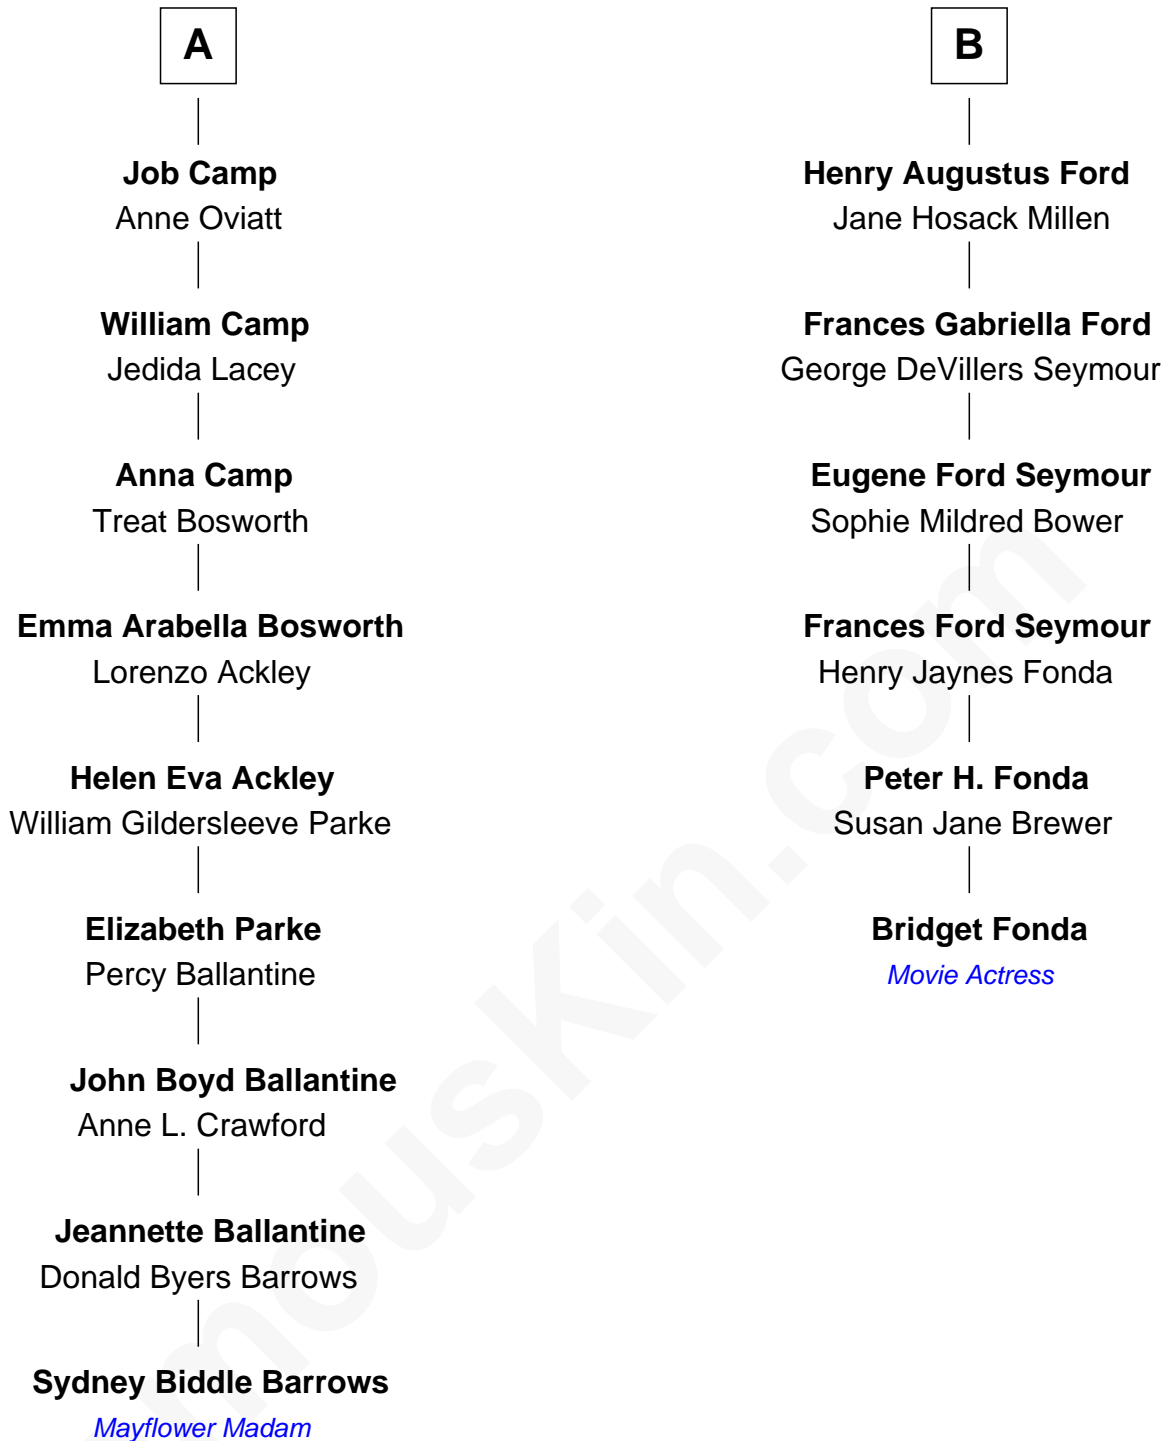 A
Job Camp
Anne Oviatt
William Camp
Jedida Lacey
Anna Camp
Treat Bosworth
Emma Arabella Bosworth
Lorenzo Ackley
Helen Eva Ackley
William Gildersleeve Parke
Elizabeth Parke
Percy Ballantine
John Boyd Ballantine
Anne L. Crawford
Jeannette Ballantine
Donald Byers Barrows
Sydney Biddle Barrows
Mayflower Madam
B
Henry Augustus Ford
Jane Hosack Millen
Frances Gabriella Ford
George DeVillers Seymour
Eugene Ford Seymour
Sophie Mildred Bower
Frances Ford Seymour
Henry Jaynes Fonda
Peter H. Fonda
Susan Jane Brewer
Bridget Fonda
Movie Actress
mouskin.com